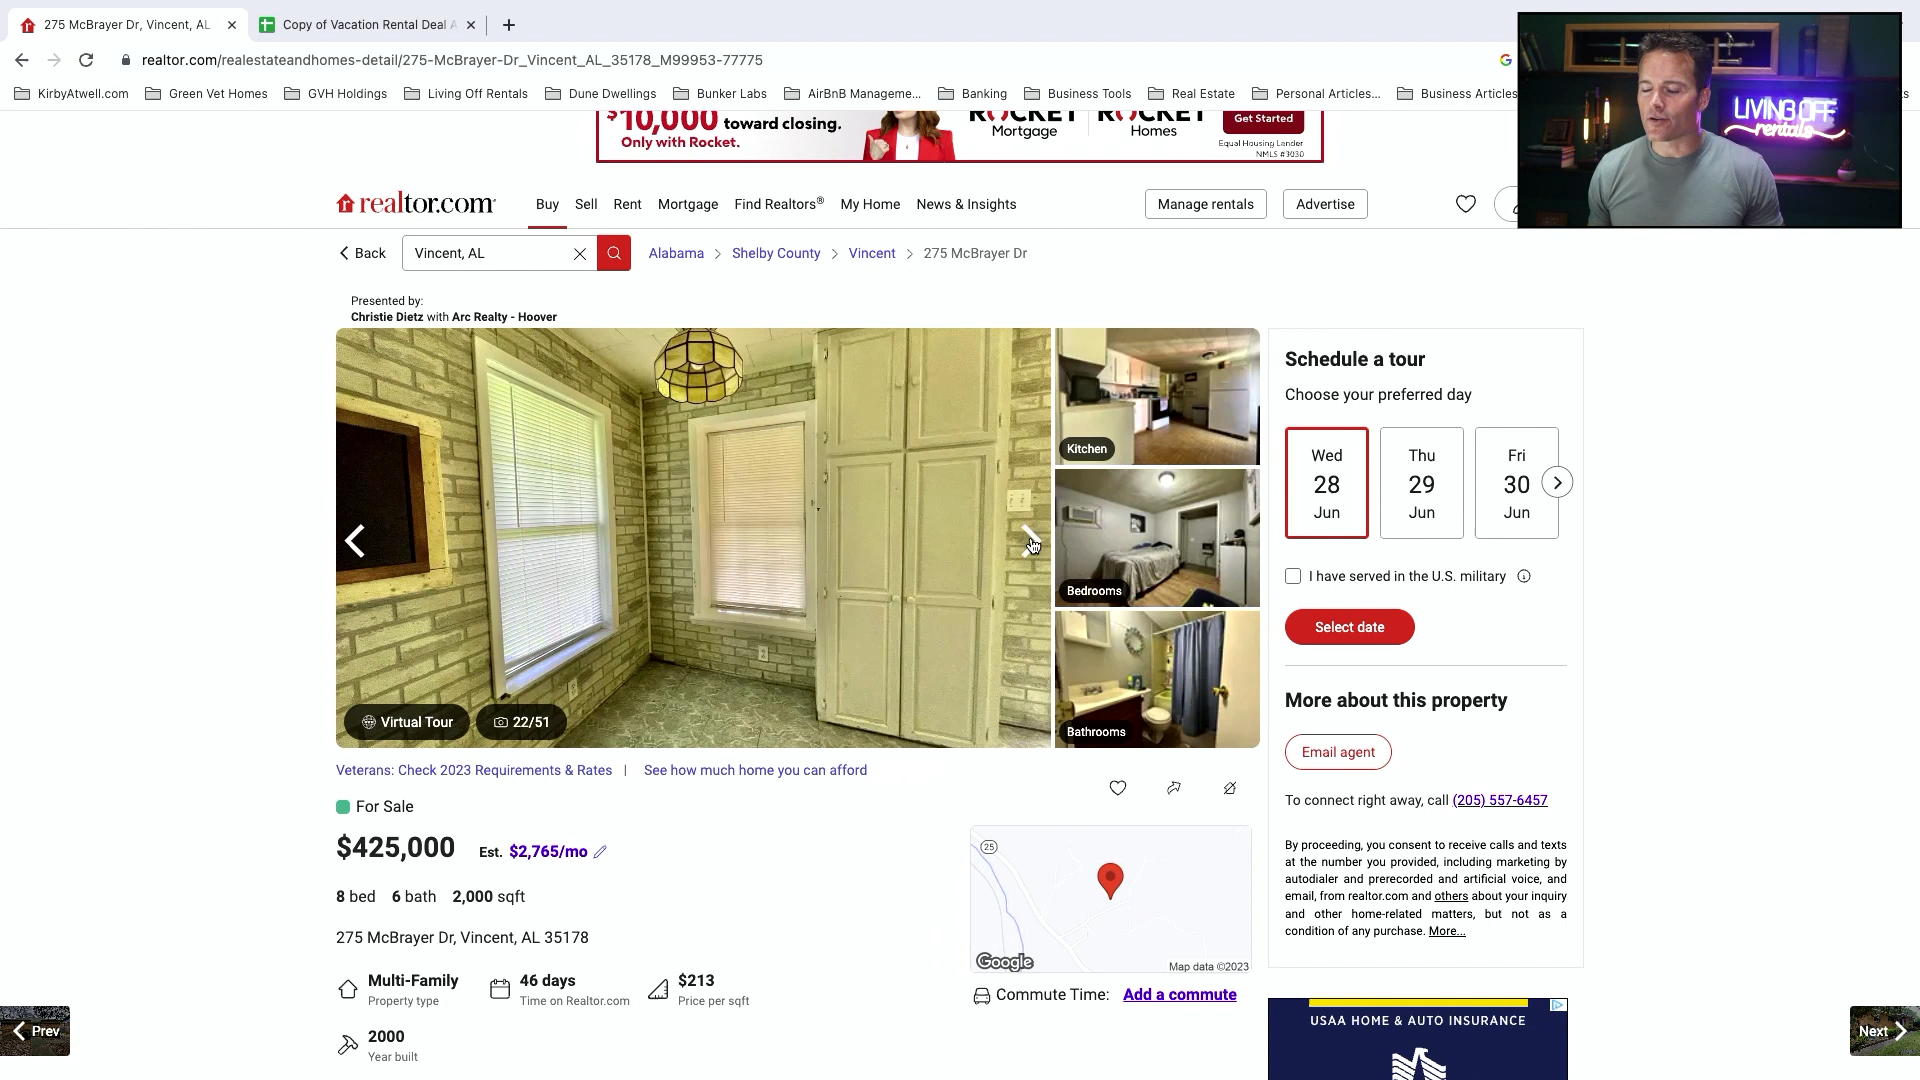 275 McBrayer Dr, Vincent, AL
Copy of Vacation Rental Deal A
realtor.com/realestateandhomes-detail/275-McBrayer-Dr_Vincent_AL_35178_M99953-77775
KirbyAtwell.com
Green Vet Homes
GVH Holdings
Living Off Rentals
Dune Dwellings
Bunker Labs
AirBnB Manageme...
Banking
Business Tools
Real Estate
Personal Articles...
Business Articles
LIVING OFF
rentals
$10,000 toward closing.
Only with Rocket.
ROCKET
Mortgage
ROCKET
Homes
Get Started
Equal Housing Lender
NMLS #3030
realtor.com
Buy
Sell
Rent
Mortgage
Find Realtors®
My Home
News & Insights
Manage rentals
Advertise
Back
Vincent, AL
Alabama > Shelby County > Vincent > 275 McBrayer Dr
Presented by:
Christie Dietz with Arc Realty - Hoover
Virtual Tour
22/51
Kitchen
Bedrooms
Bathrooms
Veterans: Check 2023 Requirements & Rates | See how much home you can afford
For Sale
$425,000 Est. $2,765/mo
8 bed 6 bath 2,000 sqft
275 McBrayer Dr, Vincent, AL 35178
Multi-Family
Property type
46 days
Time on Realtor.com
$213
Price per sqft
2000
Year built
25
Google
Map data ©2023
Commute Time: Add a commute
Schedule a tour
Choose your preferred day
Wed
28
Jun
Thu
29
Jun
Fri
30
Jun
I have served in the U.S. military
Select date
More about this property
Email agent
To connect right away, call (205) 557-6457
By proceeding, you consent to receive calls and texts
at the number you provided, including marketing by
autodialer and prerecorded and artificial voice, and
email, from realtor.com and others about your inquiry
and other home-related matters, but not as a
condition of any purchase. More...
USAA HOME & AUTO INSURANCE
Prev
Next